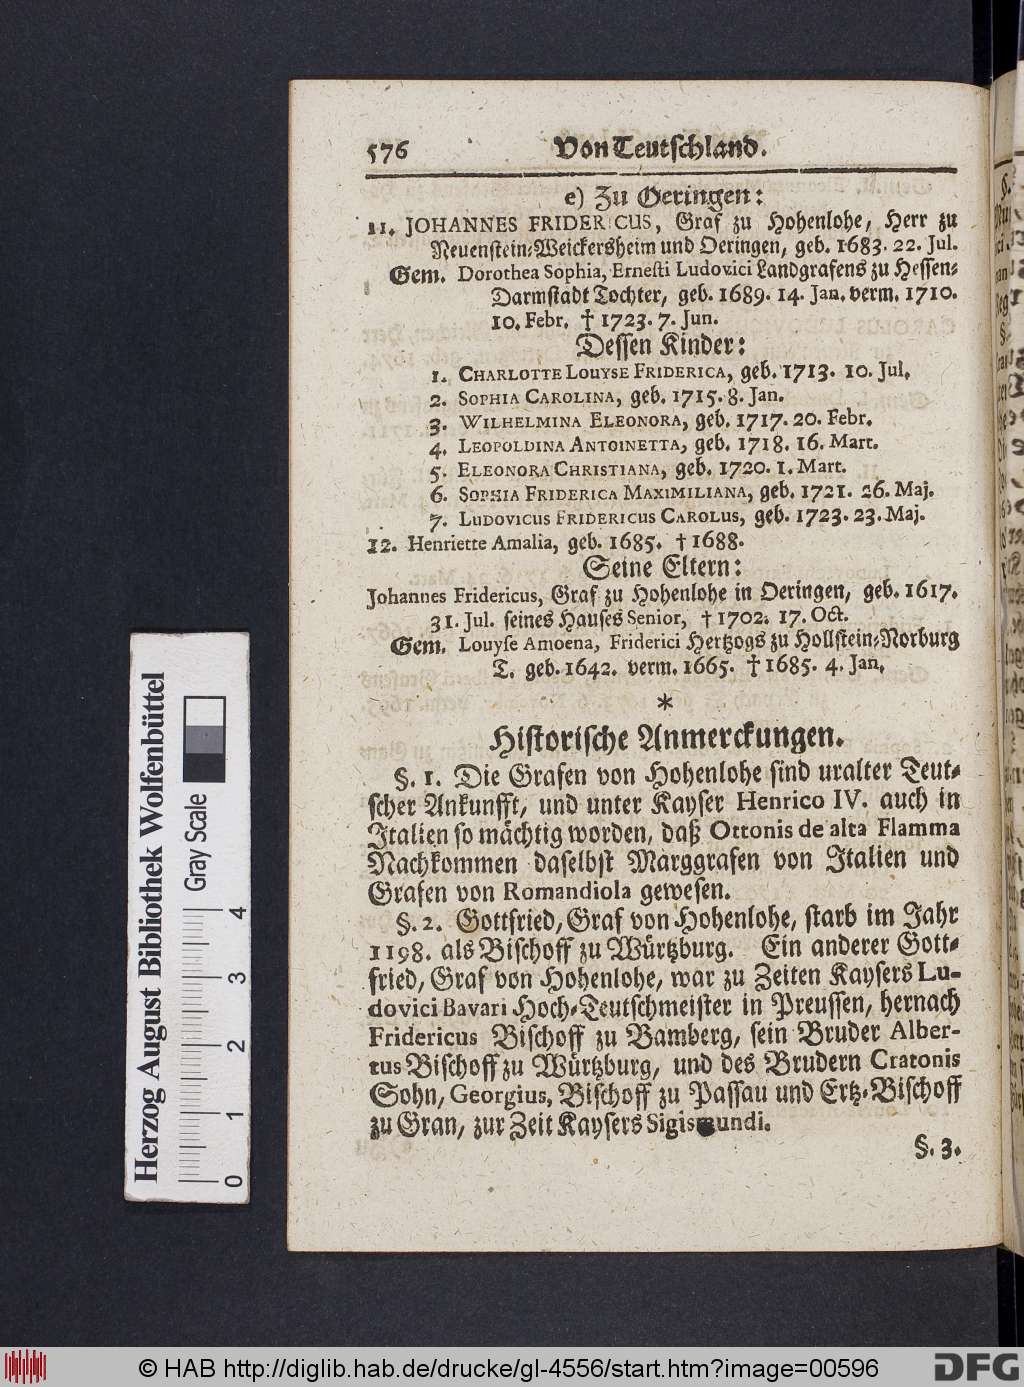 576 Von Teutschland.
e) Zu Oeringen:
11. JOHANNES FRIDERICUS, Graf zu Hohenlohe, Herr zu
Neuenstein-Weickersheim und Oeringen, geb. 1683. 22. Jul.
Gem. Dorothea Sophia, Ernesti Ludovici Landgrafens zu Hessen-
Darmstadt Tochter, geb. 1689. 14. Jan. verm. 1710.
10. Febr. † 1723. 7. Jun.
Dessen Kinder:
1. CHARLOTTE LOUYSE FRIDERICA, geb. 1713. 10. Jul.
2. SOPHIA CAROLINA, geb. 1715. 8. Jan.
3. WILHELMINA ELEONORA, geb. 1717. 20. Febr.
4. LEOPOLDINA ANTOINETTA, geb. 1718. 16. Mart.
5. ELEONORA CHRISTIANA, geb. 1720. 1. Mart.
6. SOPHIA FRIDERICA MAXIMILIANA, geb. 1721. 26. Maj.
7. LUDOVICUS FRIDERICUS CAROLUS, geb. 1723. 23. Maj.
12. Henriette Amalia, geb. 1685. † 1688.
Seine Eltern:
Johannes Fridericus, Graf zu Hohenlohe in Oeringen, geb. 1617.
31. Jul. seines Hauses Senior, † 1702. 17. Oct.
Gem. Louyse Amoena, Friderici Hertzogs zu Hollstein-Norburg
T. geb. 1642. verm. 1665. † 1685. 4. Jan.
*
Historische Anmerckungen.
§. 1. Die Grafen von Hohenlohe sind uralter Teut-
scher Ankunfft, und unter Kayser Henrico IV. auch in
Italien so mächtig worden, daß Ottonis de alta Flamma
Nachkommen daselbst Marggrafen von Italien und
Grafen von Romandiola gewesen.
§. 2. Gottfried, Graf von Hohenlohe, starb im Jahr
1198. als Bischoff zu Würtzburg. Ein anderer Gott-
fried, Graf von Hohenlohe, war zu Zeiten Kaysers Lu-
dovici Bavari Hoch-Teutschmeister in Preussen, hernach
Fridericus Bischoff zu Bamberg, sein Bruder Alber-
tus Bischoff zu Würtzburg, und des Brudern Cratonis
Sohn, Georgius, Bischoff zu Passau und Ertz-Bischoff
zu Gran, zur Zeit Kaysers Sigismundi.
§. 3.
Herzog August Bibliothek Wolfenbüttel
Gray Scale
0 1 2 3 4
© HAB http://diglib.hab.de/drucke/gl-4556/start.htm?image=00596
DFG